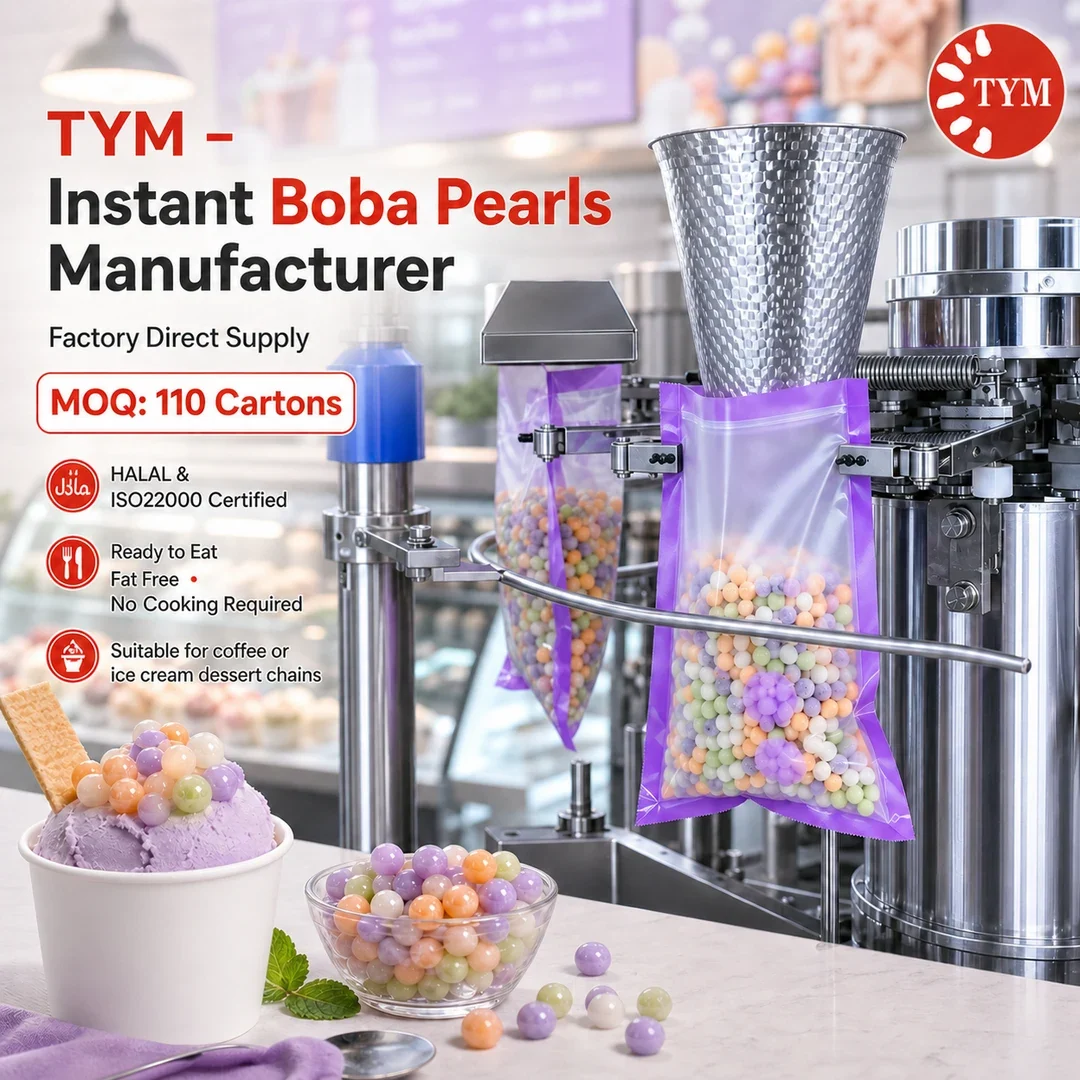 TYM
TYM –
Instant Boba Pearls
Manufacturer
Factory Direct Supply
MOQ: 110 Cartons
HALAL &
ISO22000 Certified
Ready to Eat
Fat Free •
No Cooking Required
Suitable for coffee or
ice cream dessert chains